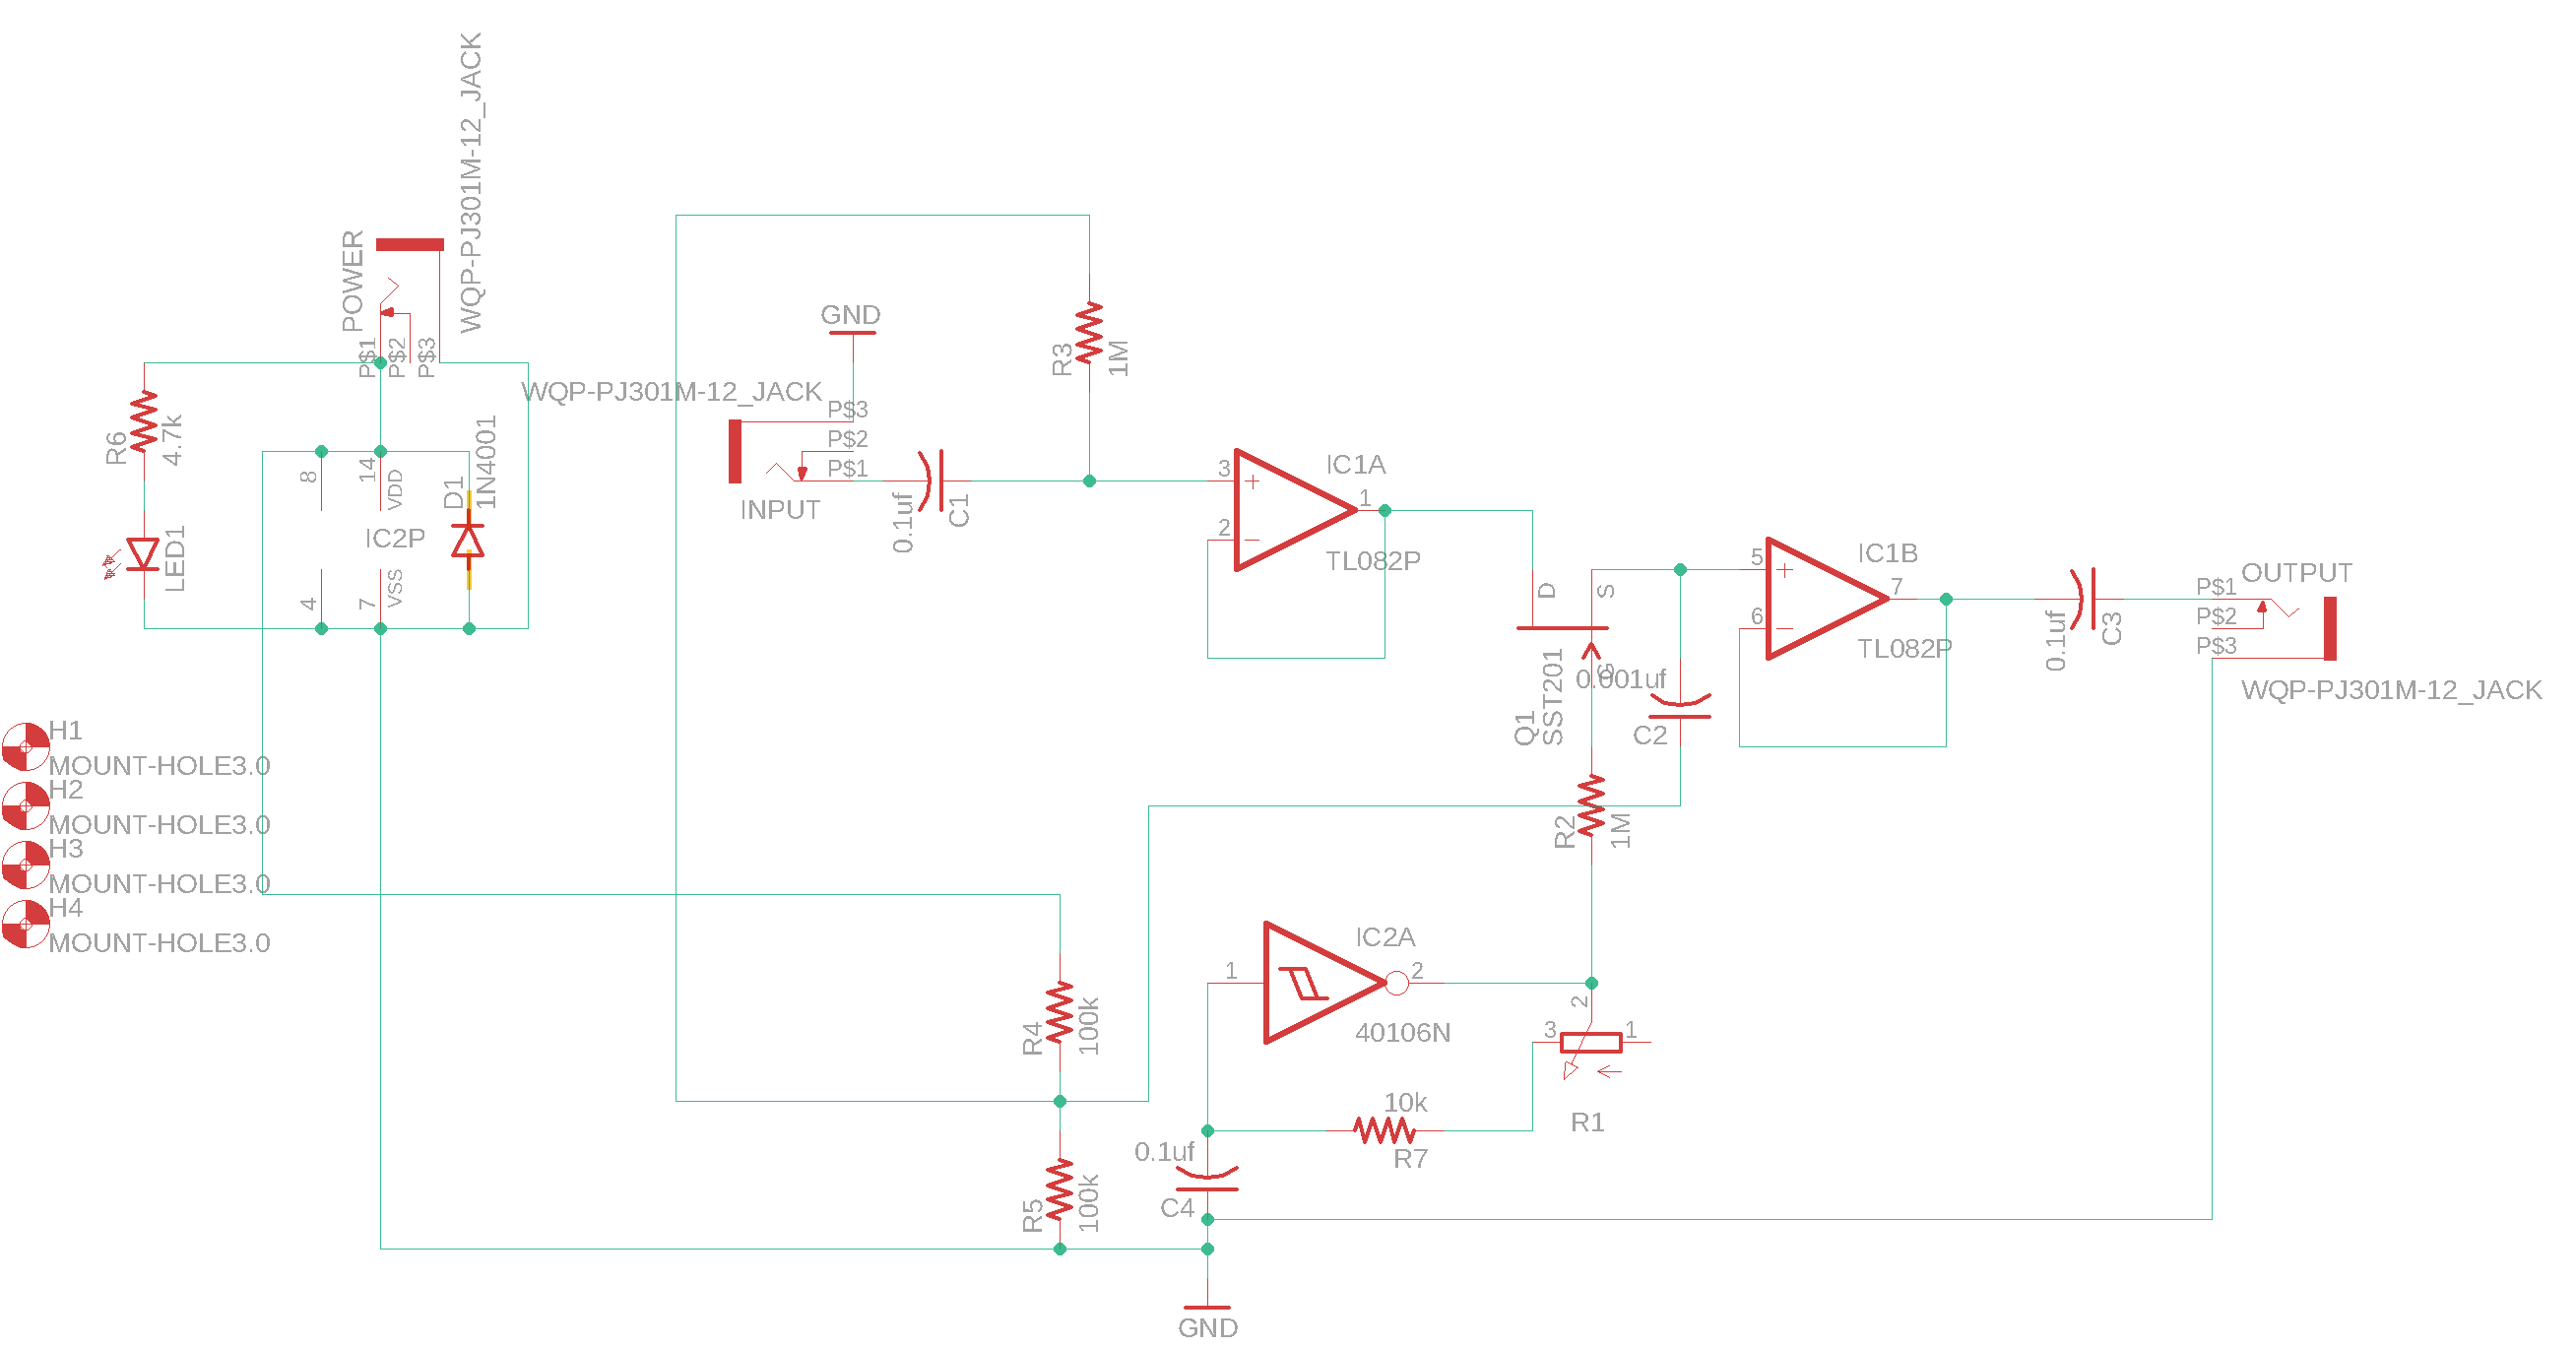 POWER
WQP-PJ301M-12_JACK
P$1
P$2
P$3
R6
4.7k
LED1
8
14
VDD
IC2P
4
7
VSS
D1
1N4001
H1
MOUNT-HOLE3.0
H2
MOUNT-HOLE3.0
H3
MOUNT-HOLE3.0
H4
MOUNT-HOLE3.0
GND
WQP-PJ301M-12_JACK
P$3
P$2
P$1
INPUT
0.1uf
C1
R3
1M
3
2
1
IC1A
TL082P
D
S
G
Q1
SST201
0.001uf
C2
R2
1M
5
6
7
IC1B
TL082P
0.1uf
C3
P$1
P$2
P$3
OUTPUT
WQP-PJ301M-12_JACK
R4
100k
R5
100k
1
2
IC2A
40106N
2
3
1
R1
10k
R7
0.1uf
C4
GND